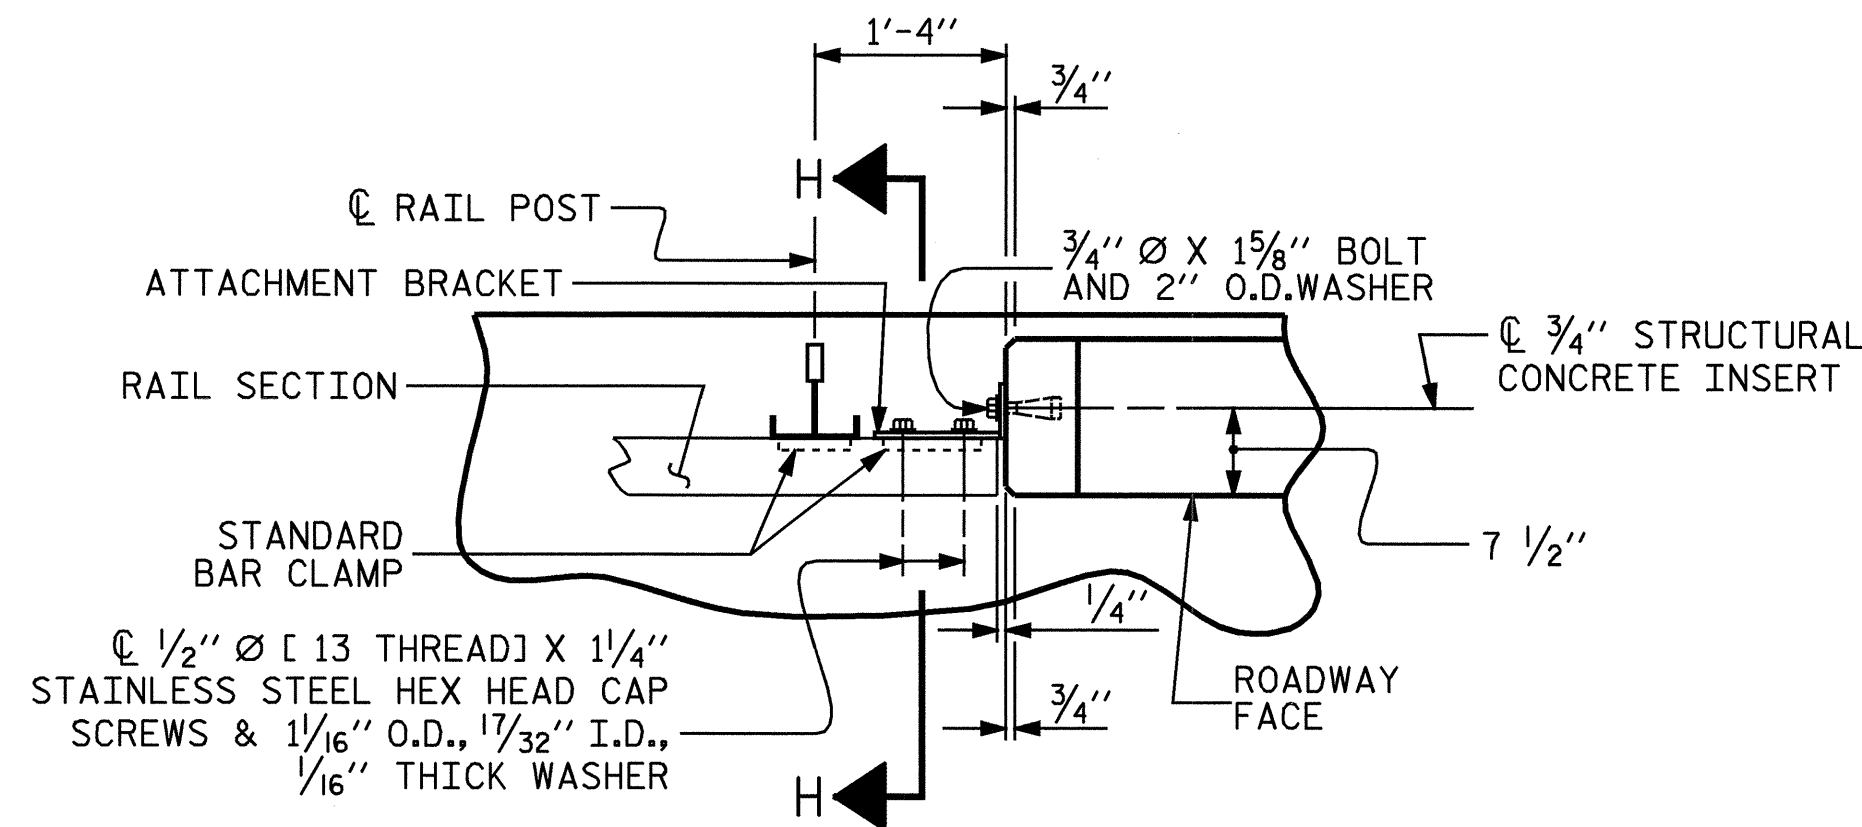 1'-4"
3/4"
H
℄ RAIL POST
3/4" Ø X 1 5/8" BOLT
AND 2" O.D.WASHER
ATTACHMENT BRACKET
℄ 3/4" STRUCTURAL
CONCRETE INSERT
RAIL SECTION
STANDARD
BAR CLAMP
7 1/2"
1/4"
℄ 1/2" Ø [ 13 THREAD] X 1 1/4"
STAINLESS STEEL HEX HEAD CAP
SCREWS & 1 1/16" O.D., 17/32" I.D.,
1/16" THICK WASHER
ROADWAY
FACE
3/4"
H